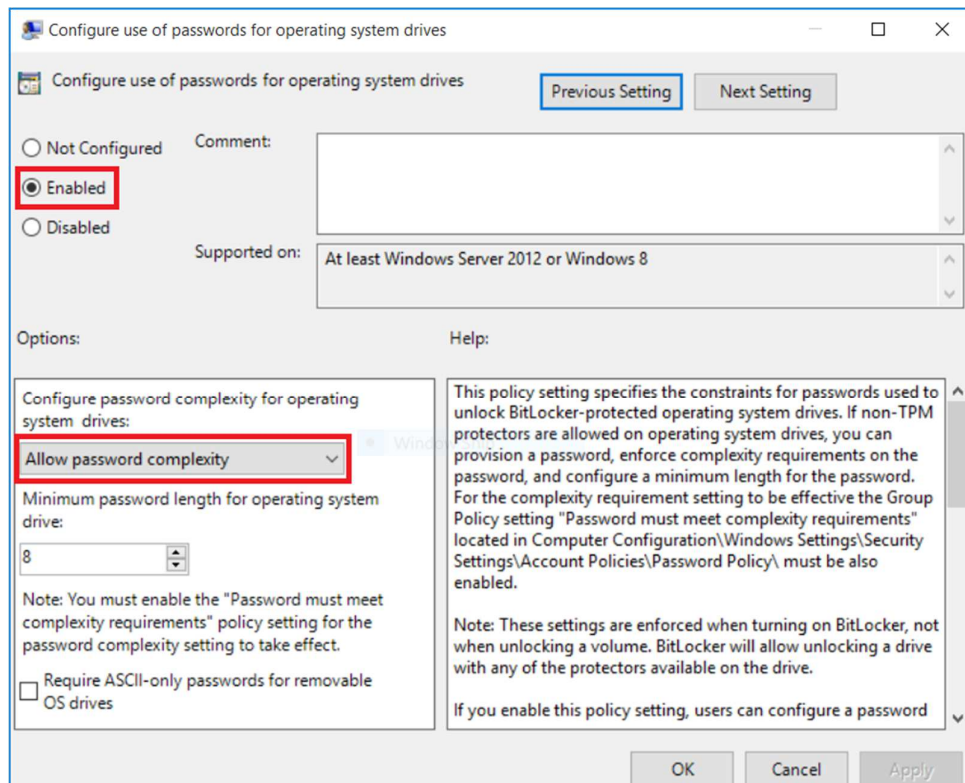 Configure use of passwords for operating system drives
Configure use of passwords for operating system drives
Previous Setting
Next Setting
Not Configured
Enabled
Disabled
Comment:
Supported on:
At least Windows Server 2012 or Windows 8
Options:
Help:
Configure password complexity for operating
system drives:
Allow password complexity
Minimum password length for operating system
drive:
8
Note: You must enable the "Password must meet
complexity requirements" policy setting for the
password complexity setting to take effect.
Require ASCII-only passwords for removable
OS drives
This policy setting specifies the constraints for passwords used to
unlock BitLocker-protected operating system drives. If non-TPM
protectors are allowed on operating system drives, you can
provision a password, enforce complexity requirements on the
password, and configure a minimum length for the password.
For the complexity requirement setting to be effective the Group
Policy setting "Password must meet complexity requirements"
located in Computer Configuration\Windows Settings\Security
Settings\Account Policies\Password Policy\ must be also
enabled.
Note: These settings are enforced when turning on BitLocker, not
when unlocking a volume. BitLocker will allow unlocking a drive
with any of the protectors available on the drive.
If you enable this policy setting, users can configure a password
OK
Cancel
Apply